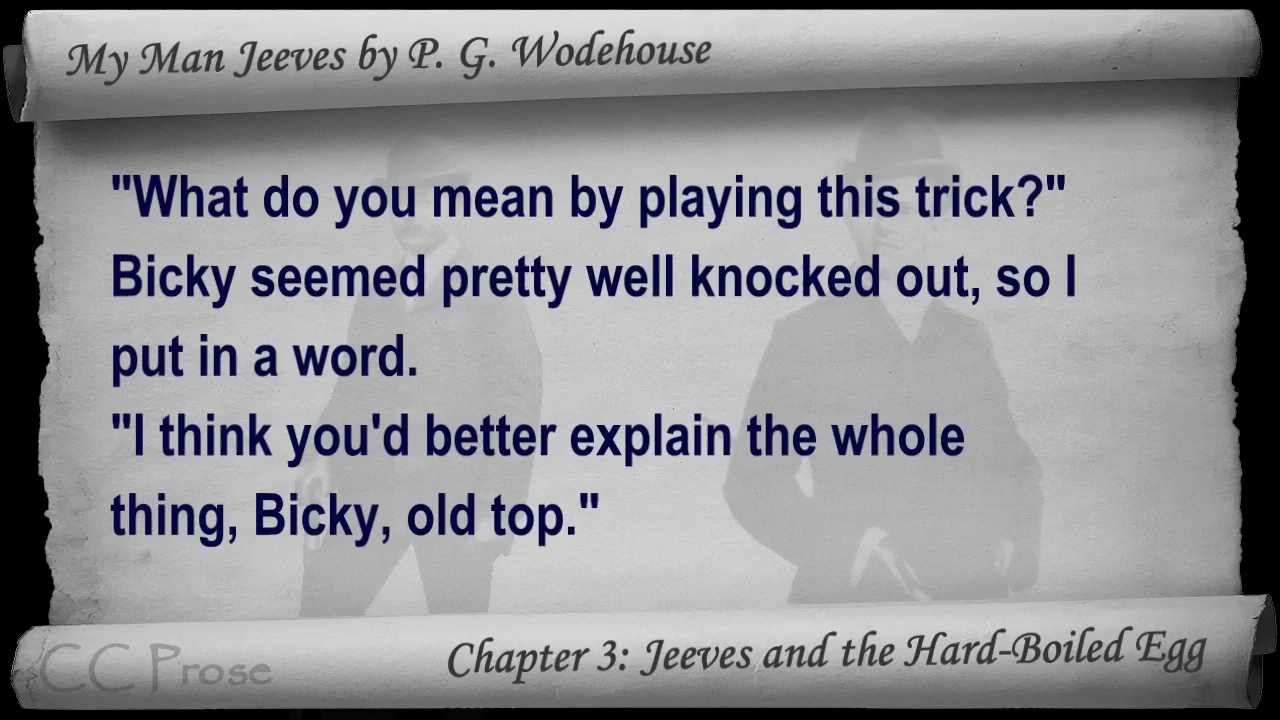 My Man Jeeves by P. G. Wodehouse
"What do you mean by playing this trick?"
Bicky seemed pretty well knocked out, so I
put in a word.
"I think you'd better explain the whole
thing, Bicky, old top."
CC Prose
Chapter 3: Jeeves and the Hard-Boiled Egg